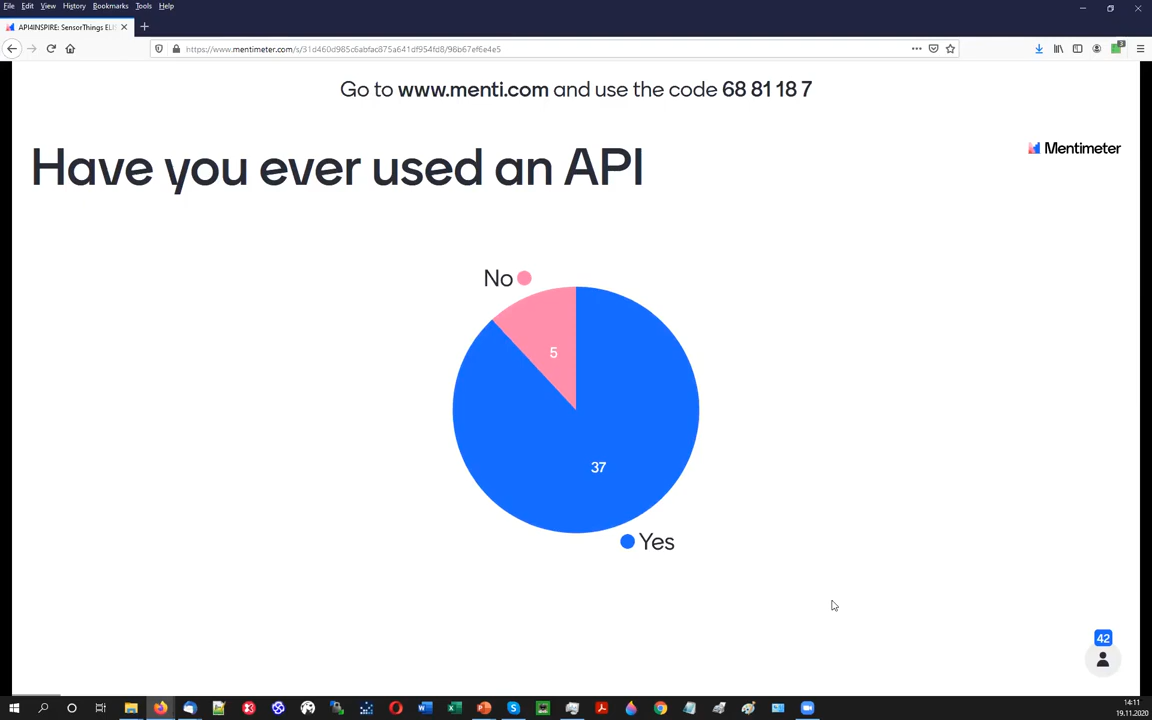 File Edit View History Bookmarks Tools Help
API4INSPIRE: SensorThings ELI
https://www.mentimeter.com/s/31d460d985c6abfac875a641df954fd8/98b67ef6e4e5
3
Go to www.menti.com and use the code 68 81 18 7
Have you ever used an API
Mentimeter
No
5
37
Yes
42
14:11
19.11.2020